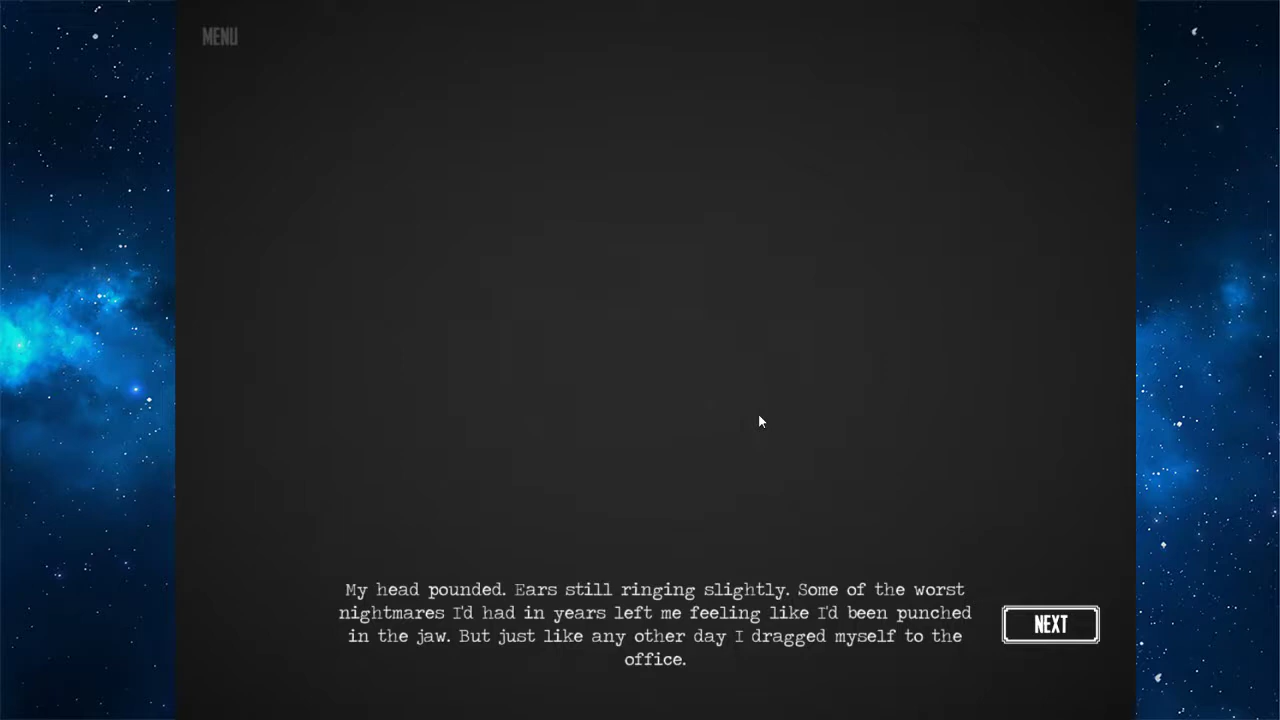 MENU
My head pounded. Ears still ringing slightly. Some of the worst
nightmares I'd had in years left me feeling like I'd been punched
in the jaw. But just like any other day I dragged myself to the
office.
NEXT